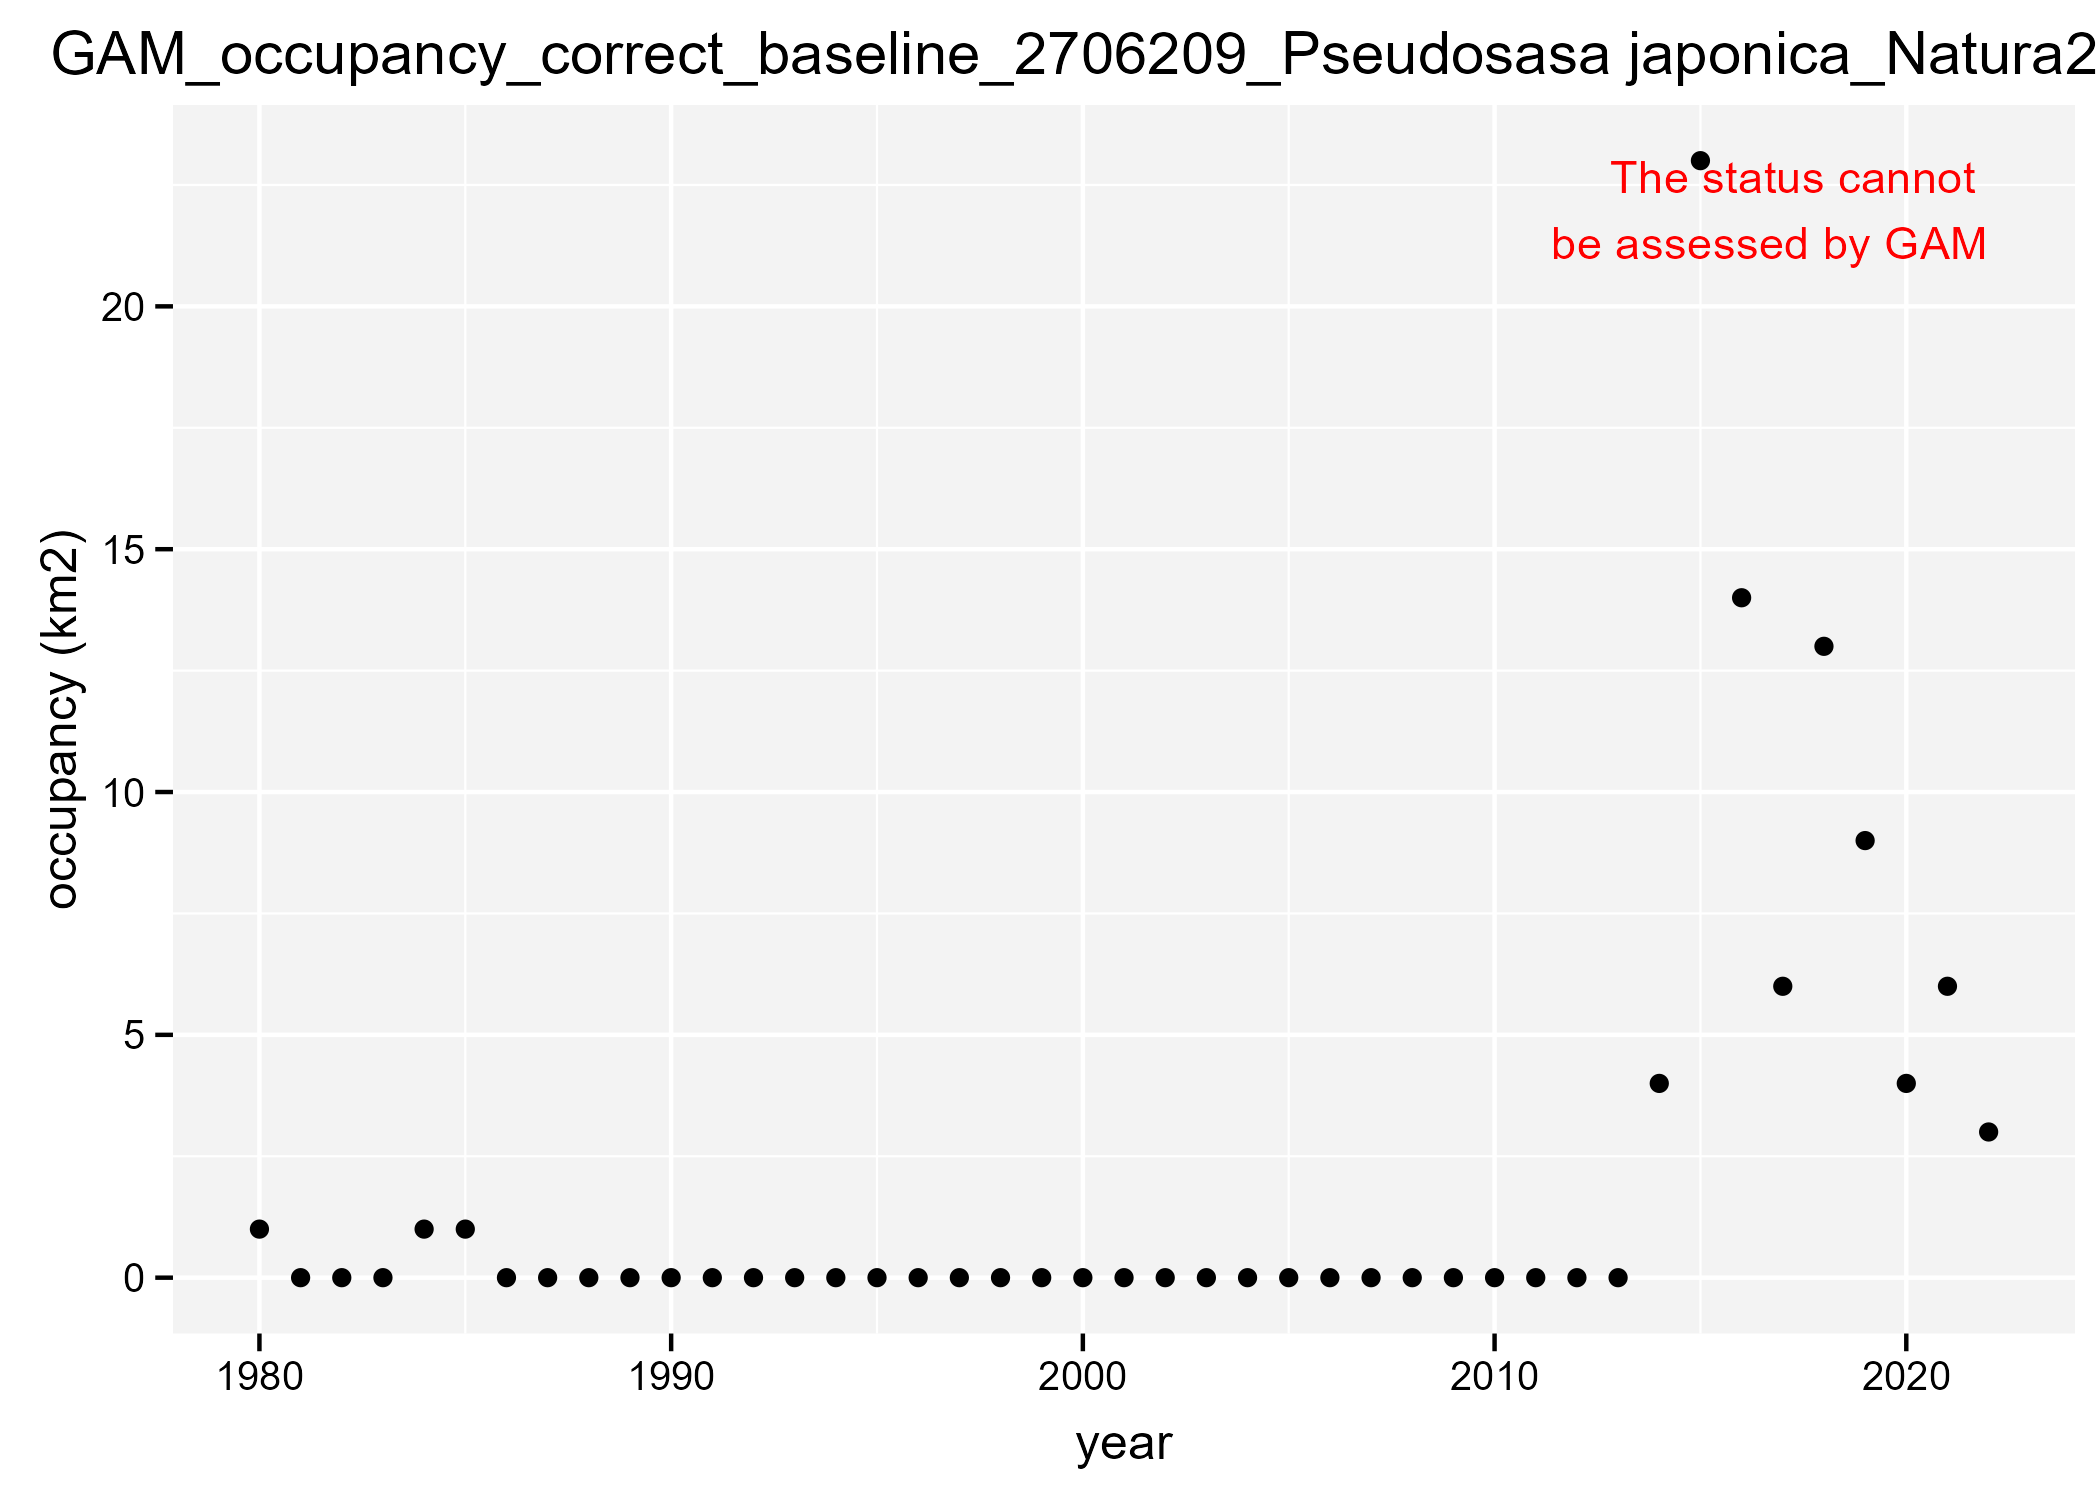 GAM_occupancy_correct_baseline_2706209_Pseudosasa japonica_Natura2
The status cannot
be assessed by GAM
20
15
10
5
0
occupancy (km2)
1980 1990 2000 2010 2020
year